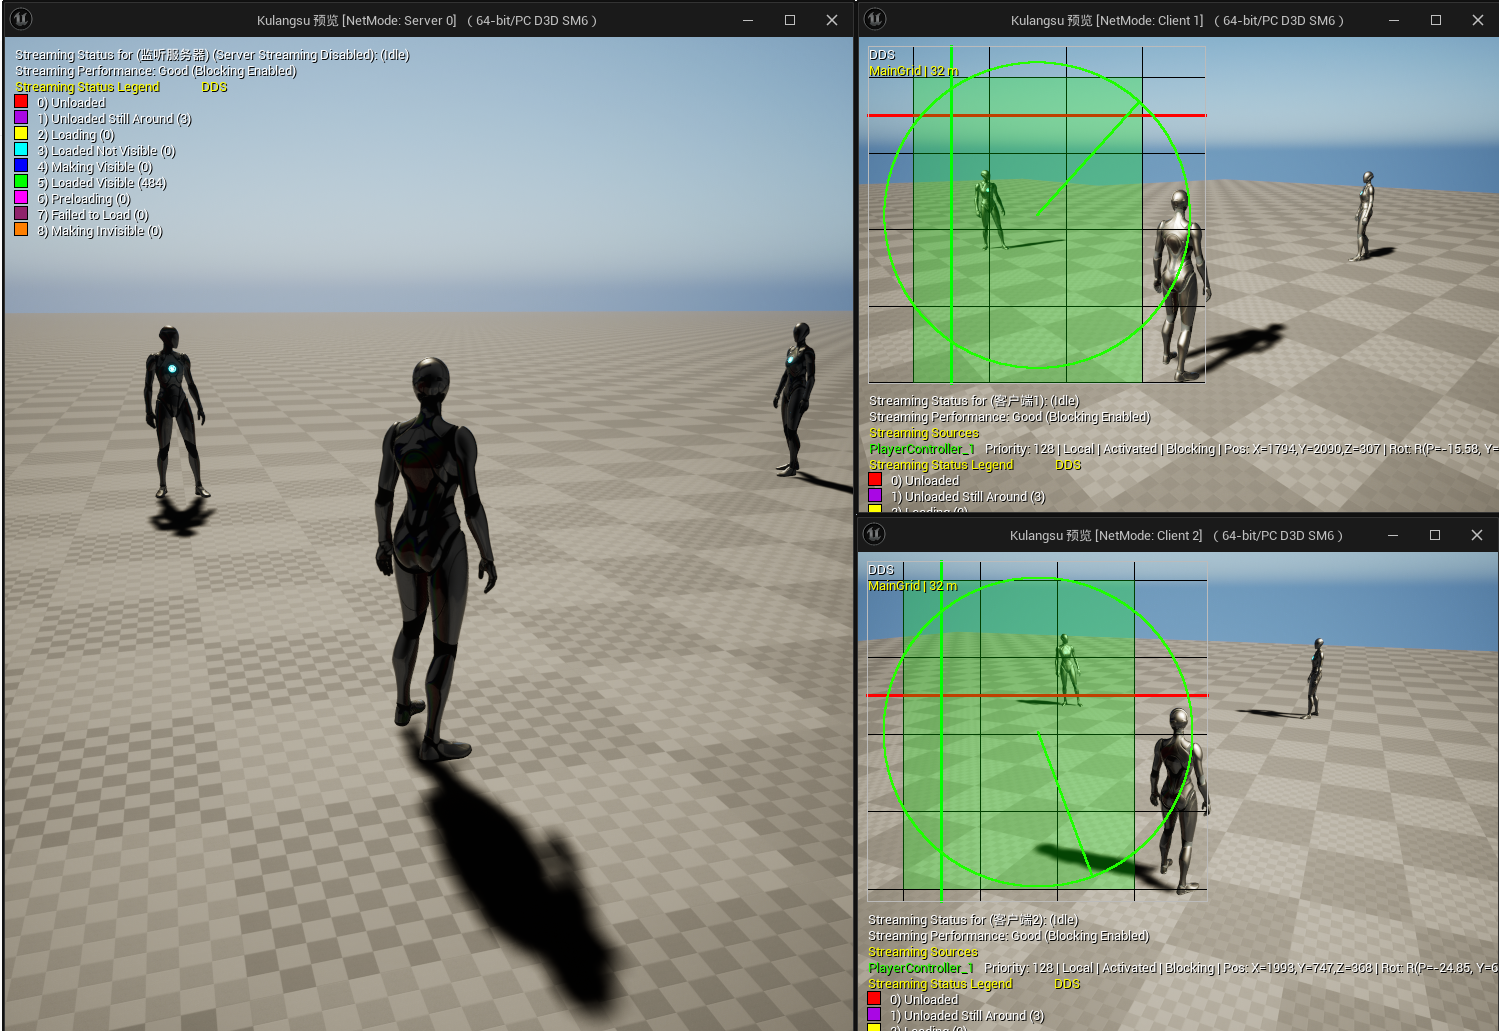 Kulangsu 预览 [NetMode: Server 0] （64-bit/PC D3D SM6）
Streaming Status for (监听服务器) (Server Streaming Disabled): (Idle)
Streaming Performance: Good (Blocking Enabled)
Streaming Status Legend DDS
0) Unloaded
1) Unloaded Still Around (3)
2) Loading (0)
3) Loaded Not Visible (0)
4) Making Visible (0)
5) Loaded Visible (484)
6) Preloading (0)
7) Failed to Load (0)
8) Making Invisible (0)
Kulangsu 预览 [NetMode: Client 1] （64-bit/PC D3D SM6）
DDS
MainGrid | 32 m
Streaming Status for (客户端1): (Idle)
Streaming Performance: Good (Blocking Enabled)
Streaming Sources
PlayerController_1 Priority: 128 | Local | Activated | Blocking | Pos: X=1794,Y=2090,Z=307 | Rot: R(P=-15.58, Y=
Streaming Status Legend DDS
0) Unloaded
1) Unloaded Still Around (3)
2) Loading (0)
Kulangsu 预览 [NetMode: Client 2] （64-bit/PC D3D SM6）
DDS
MainGrid | 32 m
Streaming Status for (客户端2): (Idle)
Streaming Performance: Good (Blocking Enabled)
Streaming Sources
PlayerController_1 Priority: 128 | Local | Activated | Blocking | Pos: X=1993,Y=747,Z=368 | Rot: R(P=-24.85, Y=6
Streaming Status Legend DDS
0) Unloaded
1) Unloaded Still Around (3)
2) Loading (0)